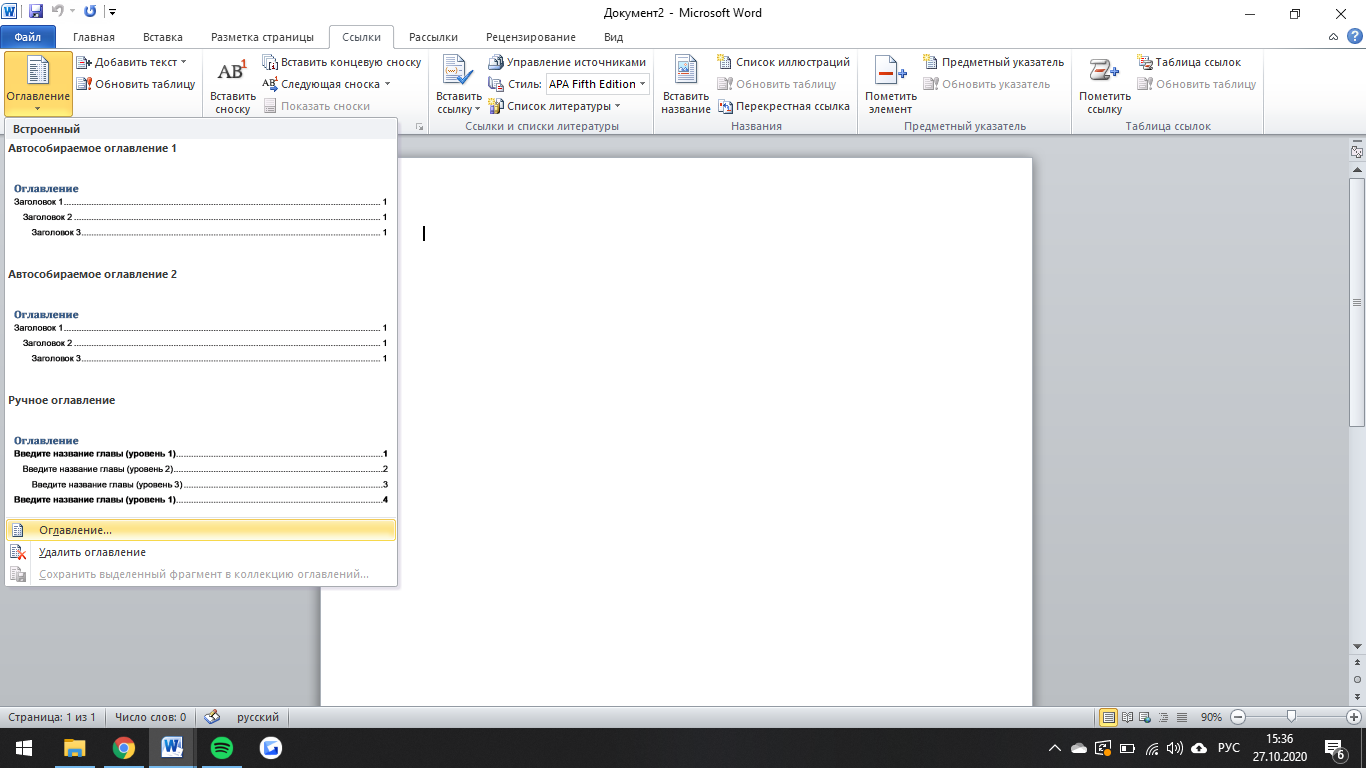 Документ2 - Microsoft Word
Файл Главная Вставка Разметка страницы Ссылки Рассылки Рецензирование Вид
Оглавление
Добавить текст
Обновить таблицу
AB1
Вставить сноску
Вставить концевую сноску
Следующая сноска
Показать сноски
Вставить ссылку
Управление источниками
Стиль: APA Fifth Edition
Список литературы
Ссылки и списки литературы
Вставить название
Список иллюстраций
Обновить таблицу
Перекрестная ссылка
Названия
Пометить элемент
Предметный указатель
Обновить указатель
Предметный указатель
Пометить ссылку
Таблица ссылок
Обновить таблицу
Таблица ссылок
Встроенный
Автособираемое оглавление 1
Оглавление
Заголовок 1 1
Заголовок 2 1
Заголовок 3 1
Автособираемое оглавление 2
Оглавление
Заголовок 1 1
Заголовок 2 1
Заголовок 3 1
Ручное оглавление
Оглавление
Введите название главы (уровень 1) 1
Введите название главы (уровень 2) 2
Введите название главы (уровень 3) 3
Введите название главы (уровень 1) 4
Оглавление...
Удалить оглавление
Сохранить выделенный фрагмент в коллекцию оглавлений...
Страница: 1 из 1 Число слов: 0 русский 90%
РУС 15:36
27.10.2020
6